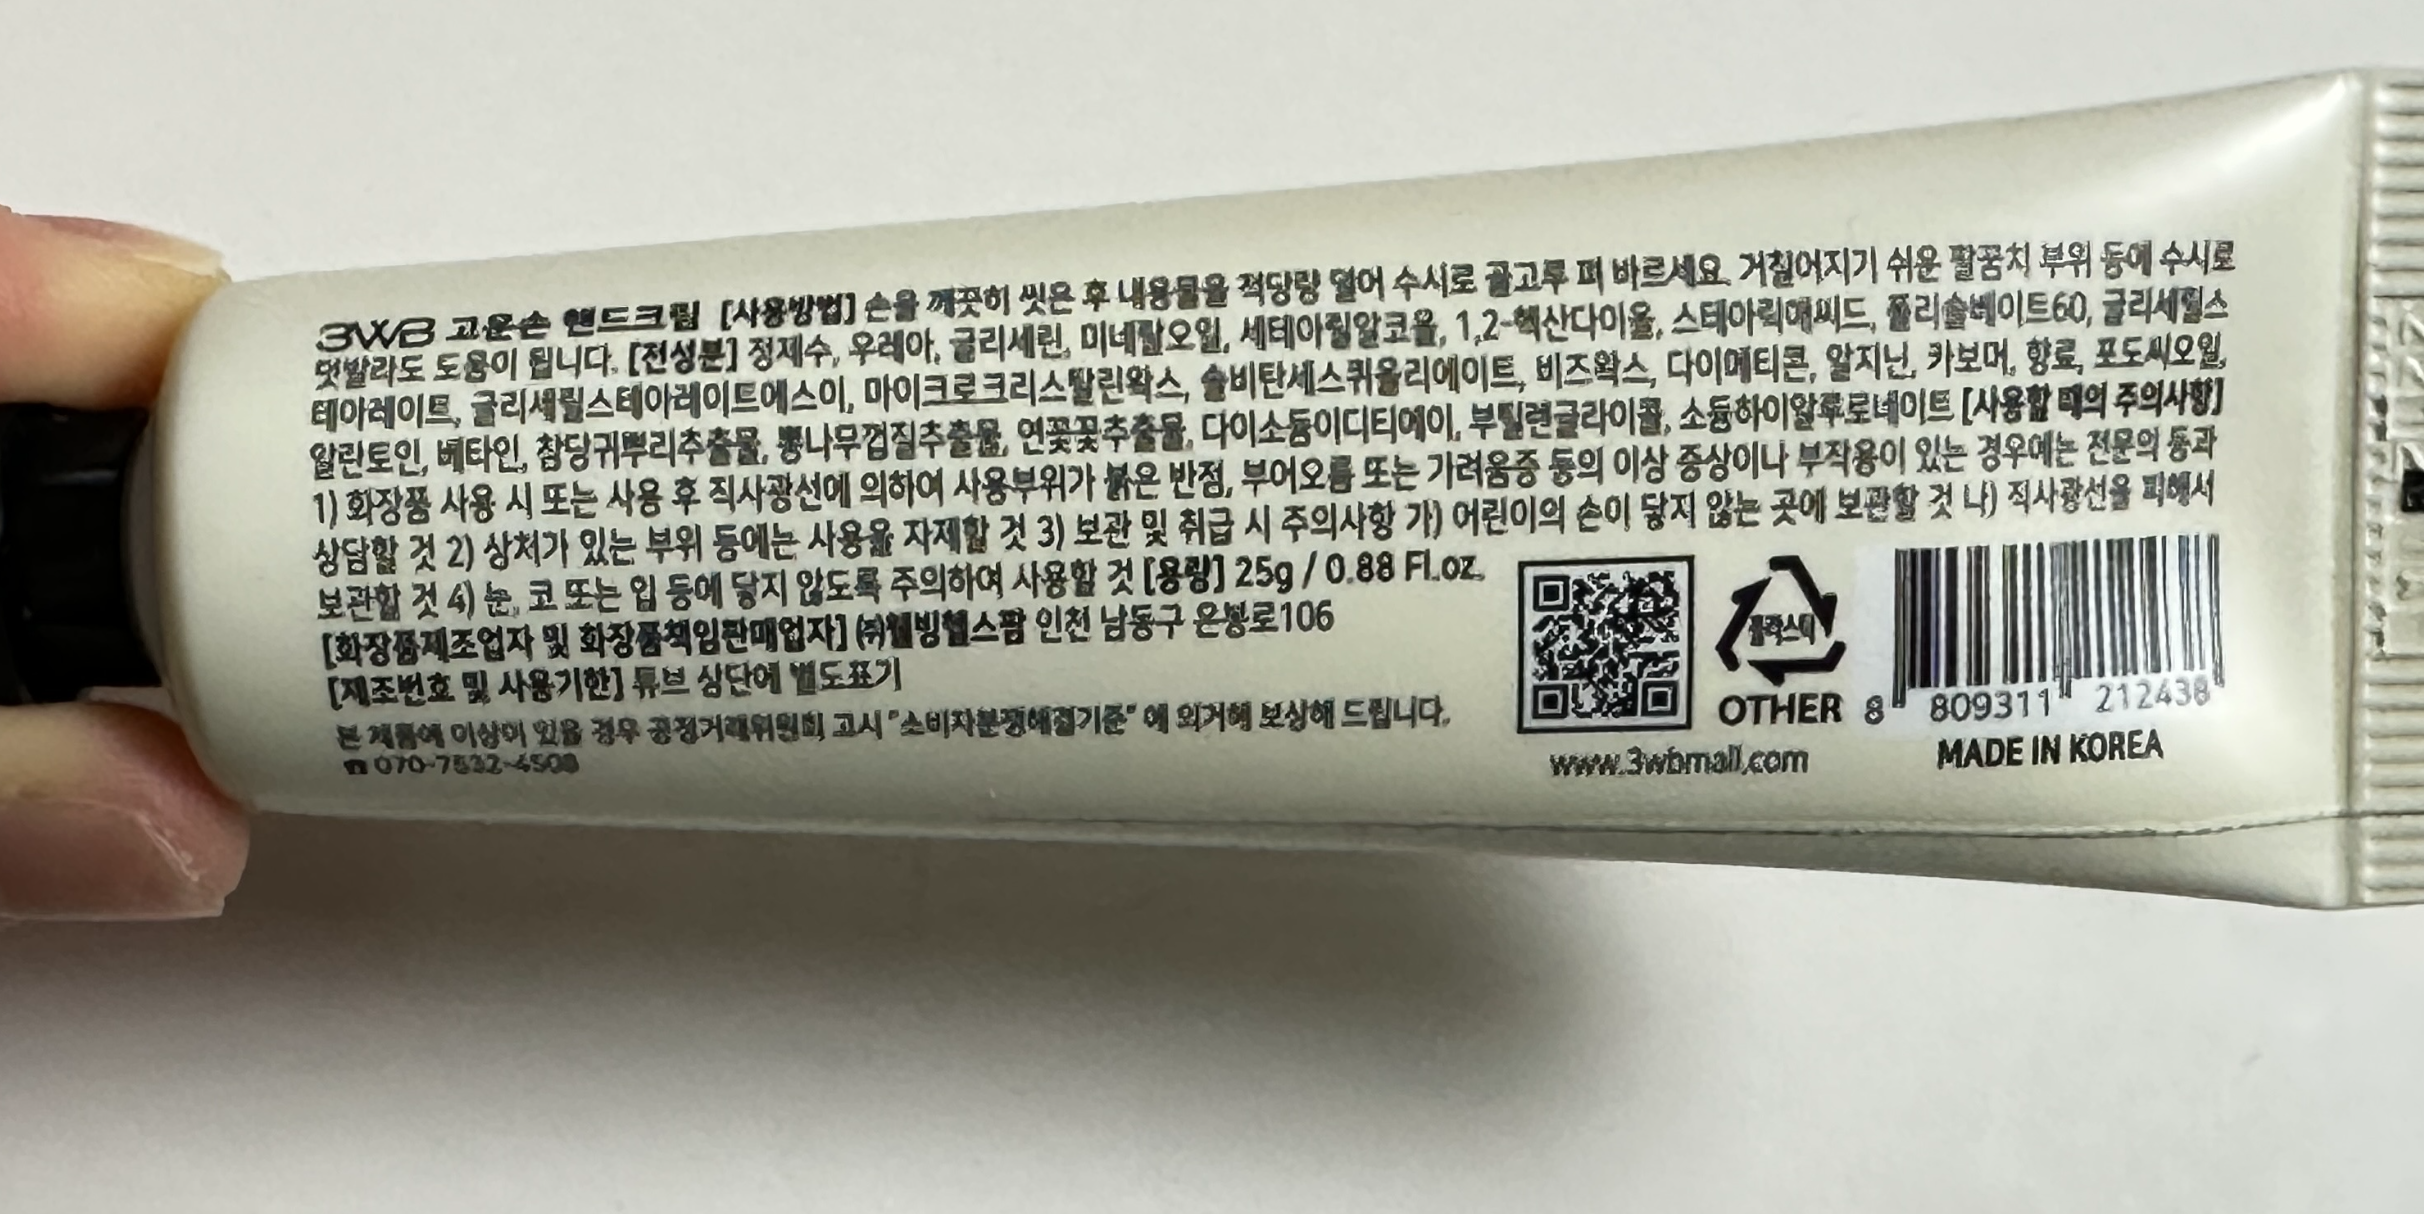 3WB 고운손 핸드크림 [사용방법] 손을 깨끗히 씻은 후 내용물을 적당량 덜어 수시로 골고루 펴 바르세요. 거칠어지기 쉬운 팔꿈치 부위 등에 수시로
덧발라도 도움이 됩니다. [전성분] 정제수, 우레아, 글리세린, 미네랄오일, 세테아릴알코올, 1,2-헥산다이올, 스테아릭애씨드, 폴리솔베이트60, 글리세릴스
테아레이트, 글리세릴스테아레이트에스이, 마이크로크리스탈린왁스, 솔비탄세스퀴올리에이트, 비즈왁스, 다이메티콘, 알지닌, 카보머, 향료, 포도씨오일,
알란토인, 베타인, 참당귀뿌리추출물, 뽕나무껍질추출물, 연꽃꽃추출물, 다이소듐이디티에이, 부틸렌글라이콜, 소듐하이알루로네이트 [사용할 때의 주의사항]
1) 화장품 사용 시 또는 사용 후 직사광선에 의하여 사용부위가 붉은 반점, 부어오름 또는 가려움증 등의 이상 증상이나 부작용이 있는 경우에는 전문의 등과
상담할 것 2) 상처가 있는 부위 등에는 사용을 자제할 것 3) 보관 및 취급 시 주의사항 가) 어린이의 손이 닿지 않는 곳에 보관할 것 나) 직사광선을 피해서
보관할 것 4) 눈, 코 또는 입 등에 닿지 않도록 주의하여 사용할 것 [용량] 25g / 0.88 Fl.oz.
[화장품제조업자 및 화장품책임판매업자] ㈜웰빙헬스팜 인천 남동구 은봉로106
[제조번호 및 사용기한] 튜브 상단에 별도표기
본 제품에 이상이 있을 경우 공정거래위원회 고시 "소비자분쟁해결기준" 에 의거해 보상해 드립니다.
☎ 070-7632-4508
플라스틱
OTHER
8 809311 212438
www.3wbmall.com
MADE IN KOREA